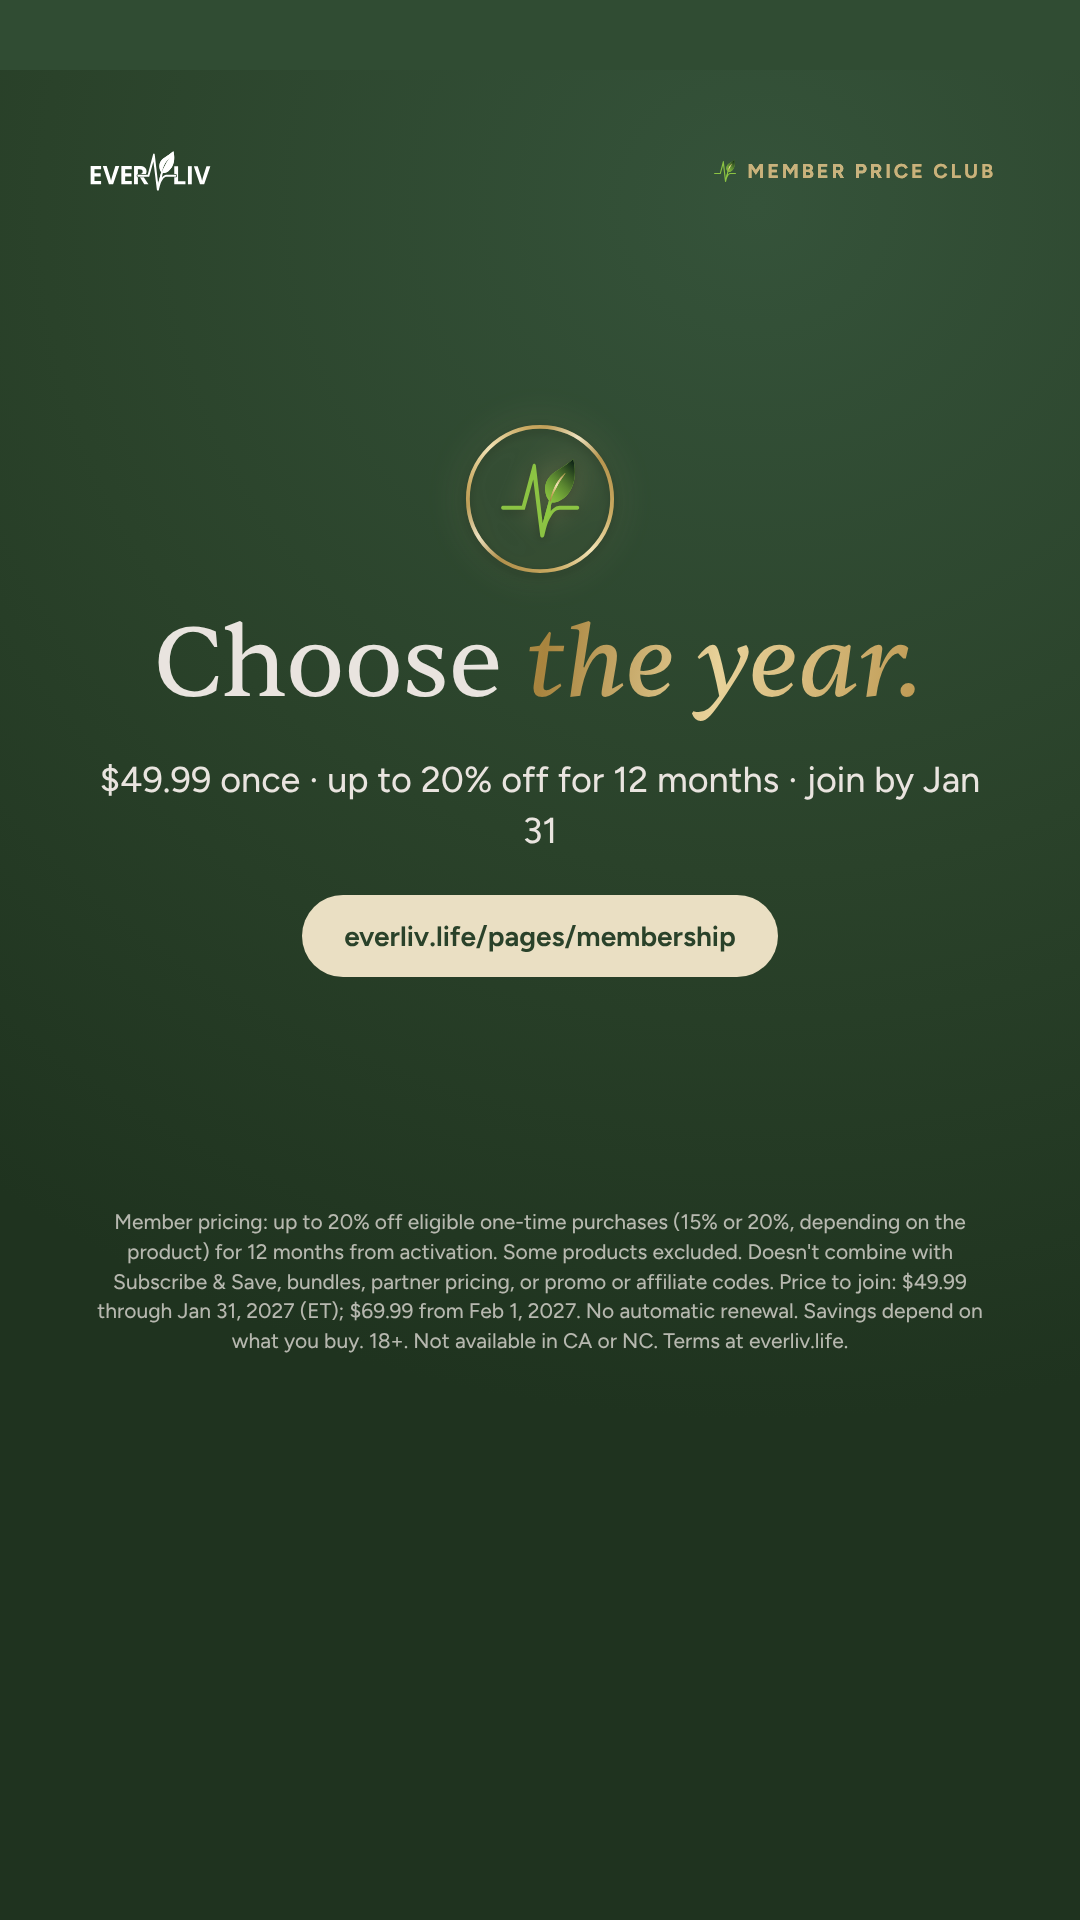 EVERLIV
MEMBER PRICE CLUB
Choose the year.
$49.99 once · up to 20% off for 12 months · join by Jan
31
everliv.life/pages/membership
Member pricing: up to 20% off eligible one-time purchases (15% or 20%, depending on the
product) for 12 months from activation. Some products excluded. Doesn't combine with
Subscribe & Save, bundles, partner pricing, or promo or affiliate codes. Price to join: $49.99
through Jan 31, 2027 (ET); $69.99 from Feb 1, 2027. No automatic renewal. Savings depend on
what you buy. 18+. Not available in CA or NC. Terms at everliv.life.